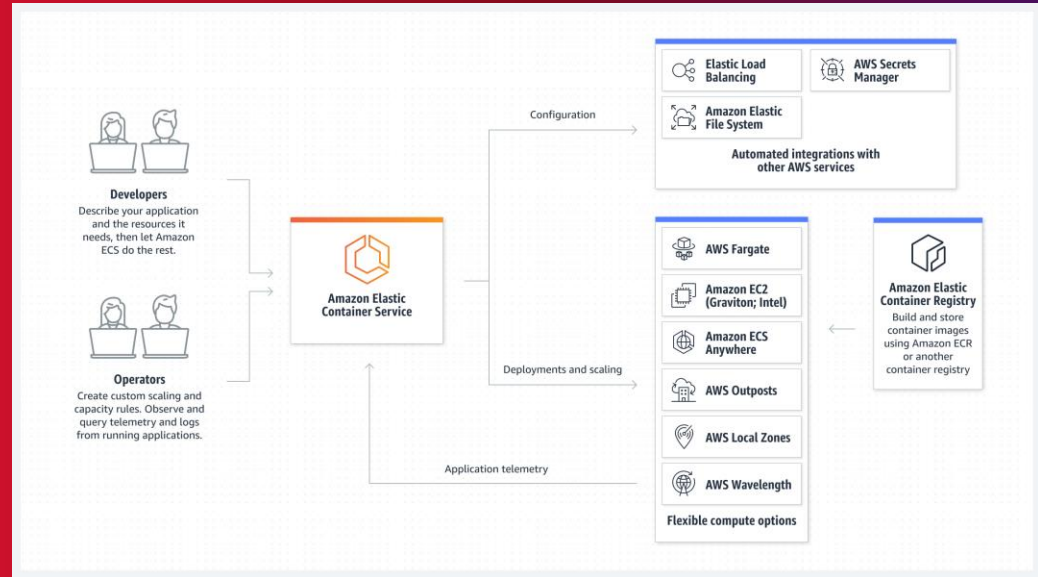 Developers
Describe your application
and the resources it
needs, then let Amazon
ECS do the rest.
Operators
Create custom scaling and
capacity rules. Observe and
query telemetry and logs
from running applications.
Amazon Elastic
Container Service
Configuration
Deployments and scaling
Application telemetry
Elastic Load
Balancing
AWS Secrets
Manager
Amazon Elastic
File System
Automated integrations with
other AWS services
AWS Fargate
Amazon EC2
(Graviton; Intel)
Amazon ECS
Anywhere
AWS Outposts
AWS Local Zones
AWS Wavelength
Flexible compute options
Amazon Elastic
Container Registry
Build and store
container images
using Amazon ECR
or another
container registry